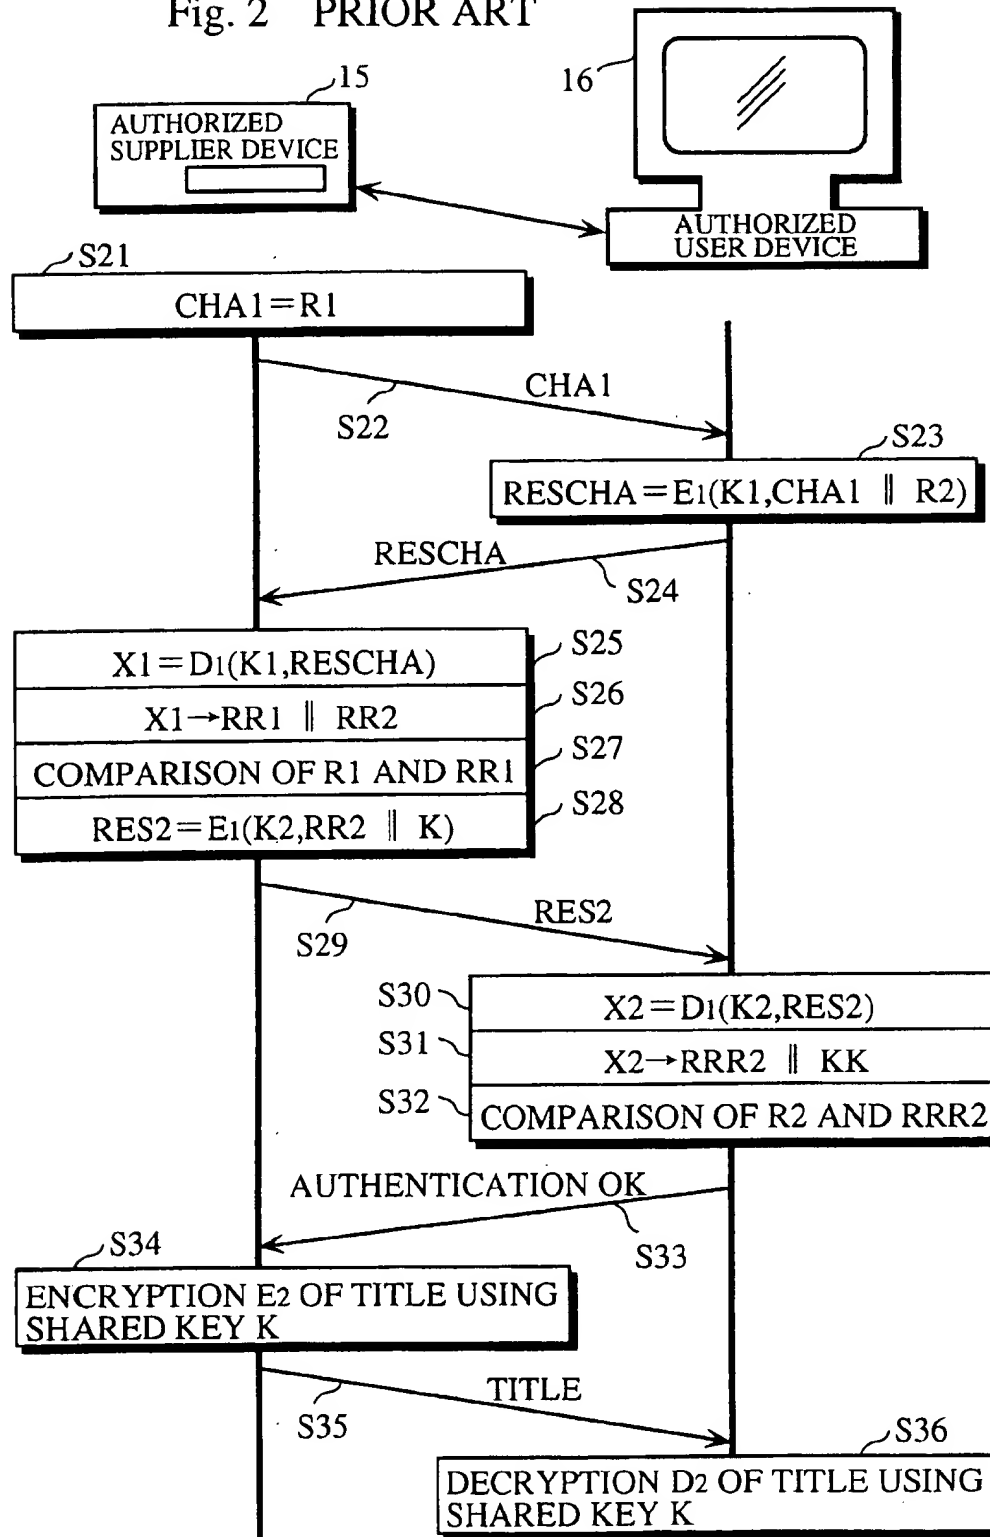 Fig. 2 PRIOR ART
15
16
AUTHORIZED
SUPPLIER DEVICE
AUTHORIZED
USER DEVICE
S21
CHA1=R1
CHA1
S22
S23
RESCHA=E1(K1,CHA1 ∥ R2)
RESCHA
S24
X1=D1(K1,RESCHA)
S25
X1→RR1 ∥ RR2
S26
COMPARISON OF R1 AND RR1
S27
RES2=E1(K2,RR2 ∥ K)
S28
RES2
S29
S30
X2=D1(K2,RES2)
S31
X2→RRR2 ∥ KK
S32
COMPARISON OF R2 AND RRR2
AUTHENTICATION OK
S33
S34
ENCRYPTION E2 OF TITLE USING
SHARED KEY K
TITLE
S35
S36
DECRYPTION D2 OF TITLE USING
SHARED KEY K